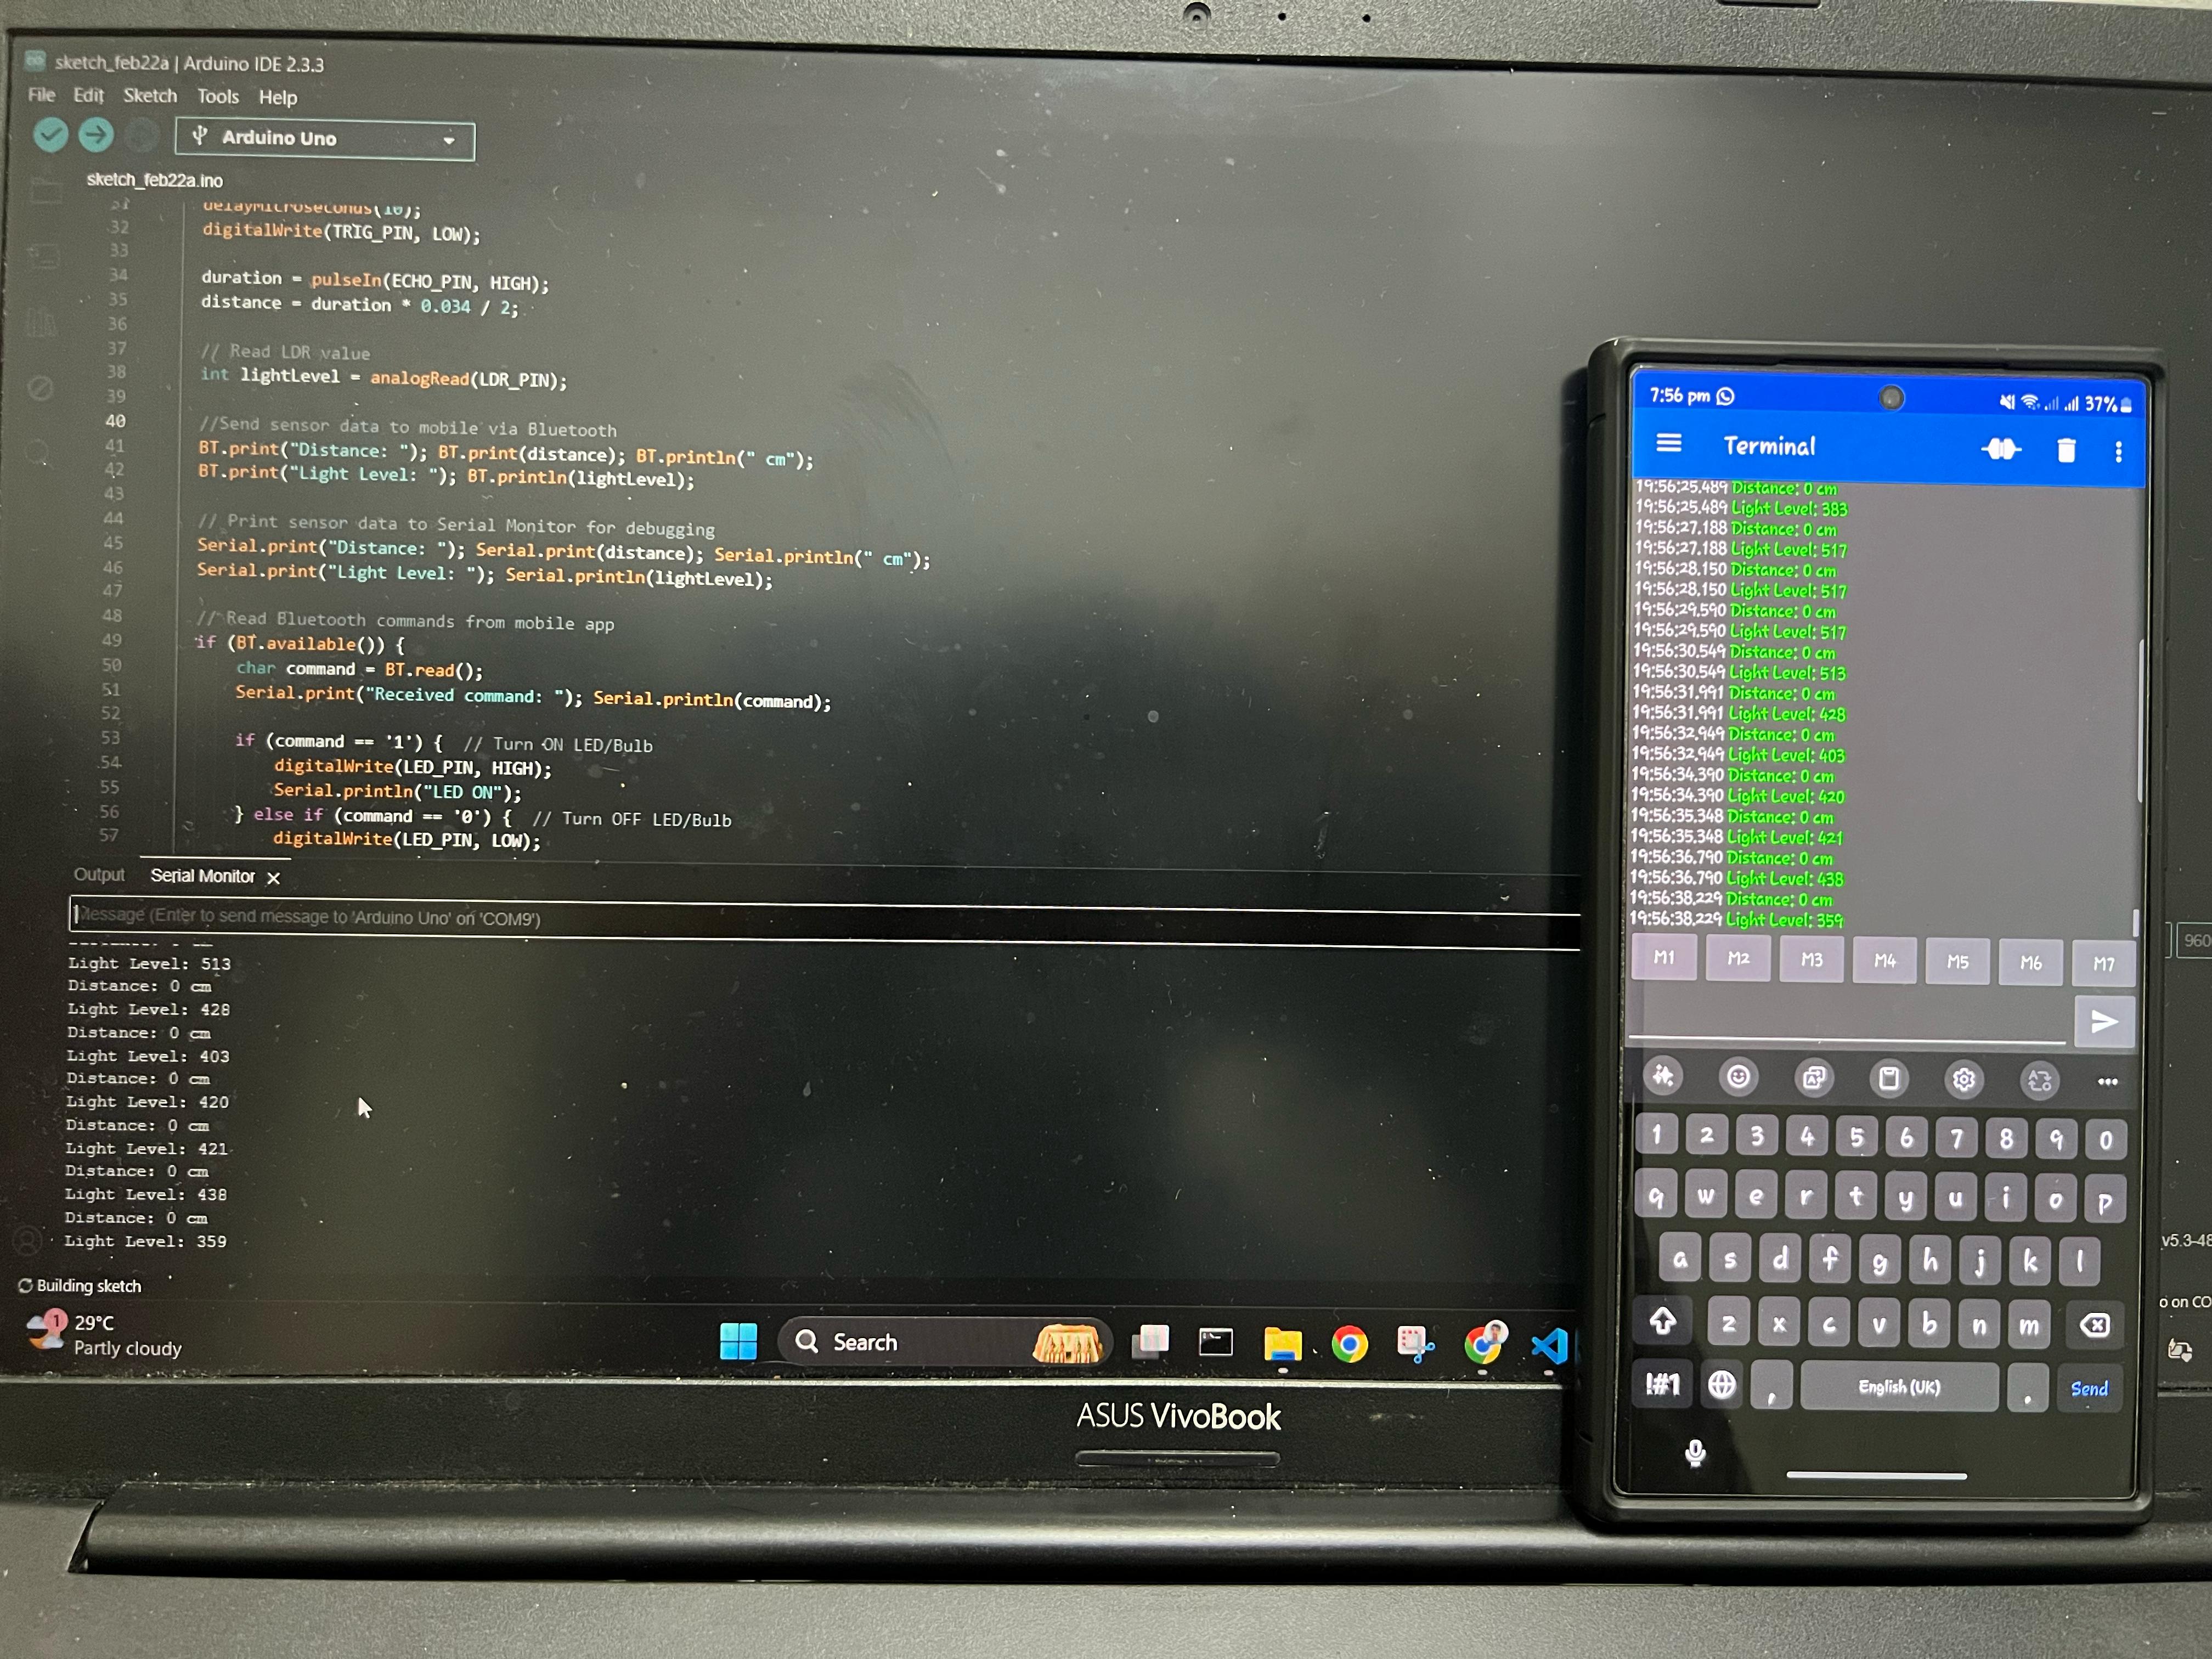 sketch_feb22a | Arduino IDE 2.3.3
File Edit Sketch Tools Help
Arduino Uno
sketch_feb22a.ino
31 delayMicroseconds(10);
32 digitalWrite(TRIG_PIN, LOW);
33
34 duration = pulseIn(ECHO_PIN, HIGH);
35 distance = duration * 0.034 / 2;
36
37 // Read LDR value
38 int lightLevel = analogRead(LDR_PIN);
39
40 //Send sensor data to mobile via Bluetooth
41 BT.print("Distance: "); BT.print(distance); BT.println(" cm");
42 BT.print("Light Level: "); BT.println(lightLevel);
43
44 // Print sensor data to Serial Monitor for debugging
45 Serial.print("Distance: "); Serial.print(distance); Serial.println(" cm");
46 Serial.print("Light Level: "); Serial.println(lightLevel);
47
48 // Read Bluetooth commands from mobile app
49 if (BT.available()) {
50 char command = BT.read();
51 Serial.print("Received command: "); Serial.println(command);
52
53 if (command == '1') { // Turn ON LED/Bulb
54 digitalWrite(LED_PIN, HIGH);
55 Serial.println("LED ON");
56 } else if (command == '0') { // Turn OFF LED/Bulb
57 digitalWrite(LED_PIN, LOW);
Output Serial Monitor
Message (Enter to send message to 'Arduino Uno' on 'COM9')
960
Light Level: 513
Distance: 0 cm
Light Level: 428
Distance: 0 cm
Light Level: 403
Distance: 0 cm
Light Level: 420
Distance: 0 cm
Light Level: 421
Distance: 0 cm
Light Level: 438
Distance: 0 cm
Light Level: 359
v5.3-48
Building sketch
o on CO
1
29°C
Partly cloudy
Search
ASUS VivoBook
7:56 pm 37%
Terminal
19:56:25.489 Distance: 0 cm
19:56:25.489 Light Level: 383
19:56:27.188 Distance: 0 cm
19:56:27.188 Light Level: 517
19:56:28.150 Distance: 0 cm
19:56:28.150 Light Level: 517
19:56:29.590 Distance: 0 cm
19:56:29.590 Light Level: 517
19:56:30.549 Distance: 0 cm
19:56:30.549 Light Level: 513
19:56:31.991 Distance: 0 cm
19:56:31.991 Light Level: 428
19:56:32.949 Distance: 0 cm
19:56:32.949 Light Level: 403
19:56:34.390 Distance: 0 cm
19:56:34.390 Light Level: 420
19:56:35.348 Distance: 0 cm
19:56:35.348 Light Level: 421
19:56:36.790 Distance: 0 cm
19:56:36.790 Light Level: 438
19:56:38.229 Distance: 0 cm
19:56:38.229 Light Level: 359
M1 M2 M3 M4 M5 M6 M7
1 2 3 4 5 6 7 8 9 0
q w e r t y u i o p
a s d f g h j k l
z x c v b n m
!#1 , English (UK) . Send